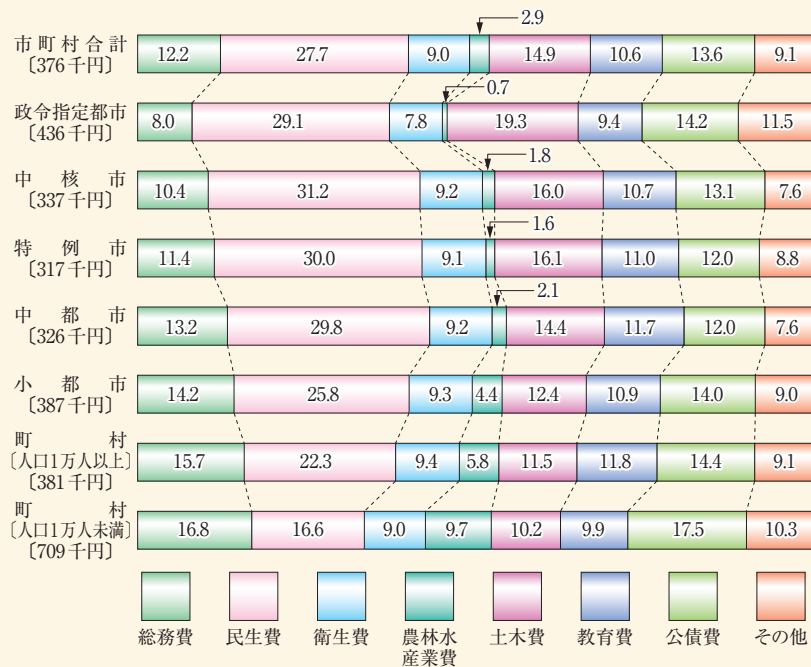 2.9
市町村合計
〔376千円〕
12.2 27.7 9.0 14.9 10.6 13.6 9.1
0.7
政令指定都市
〔436千円〕
8.0 29.1 7.8 19.3 9.4 14.2 11.5
1.8
中核市
〔337千円〕
10.4 31.2 9.2 16.0 10.7 13.1 7.6
1.6
特例市
〔317千円〕
11.4 30.0 9.1 16.1 11.0 12.0 8.8
2.1
中都市
〔326千円〕
13.2 29.8 9.2 14.4 11.7 12.0 7.6
小都市
〔387千円〕
14.2 25.8 9.3 4.4 12.4 10.9 14.0 9.0
町村
〔人口1万人以上〕
〔381千円〕
15.7 22.3 9.4 5.8 11.5 11.8 14.4 9.1
町村
〔人口1万人未満〕
〔709千円〕
16.8 16.6 9.0 9.7 10.2 9.9 17.5 10.3
総務費 民生費 衛生費 農林水 土木費 教育費 公債費 その他
産業費